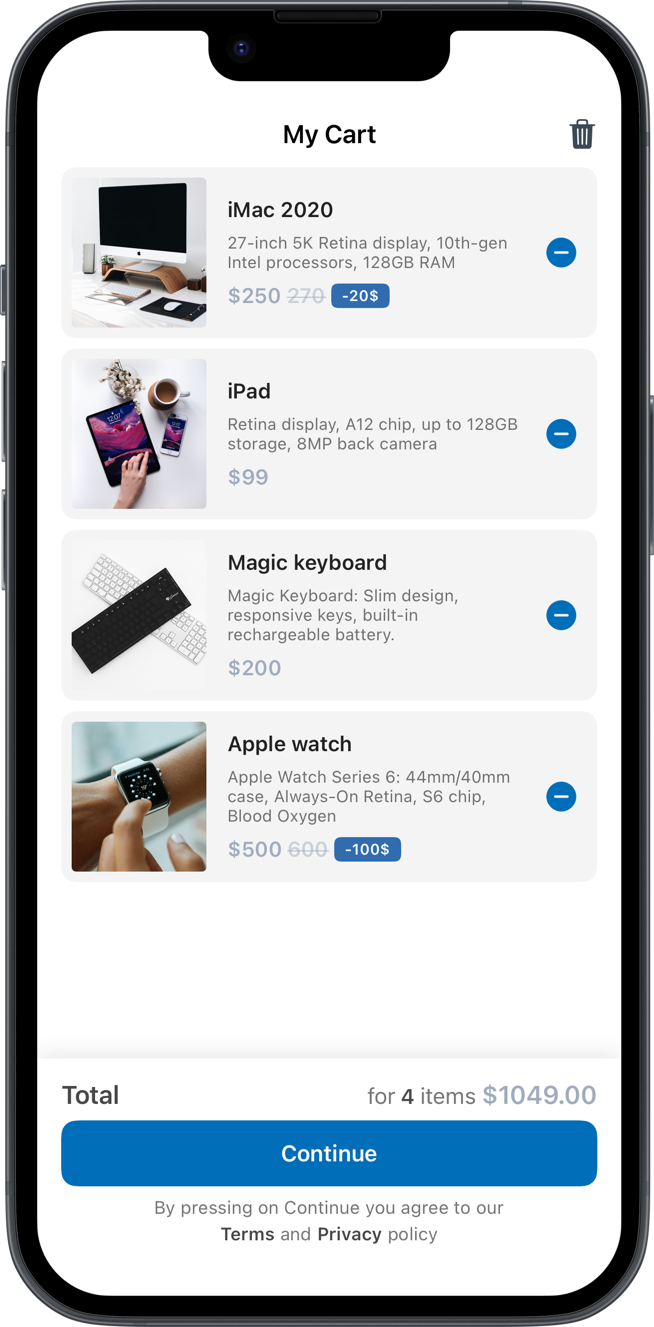 My Cart
iMac 2020
27-inch 5K Retina display, 10th-gen
Intel processors, 128GB RAM
$250 270 -20$
iPad
Retina display, A12 chip, up to 128GB
storage, 8MP back camera
$99
Magic keyboard
Magic Keyboard: Slim design,
responsive keys, built-in
rechargeable battery.
$200
Apple watch
Apple Watch Series 6: 44mm/40mm
case, Always-On Retina, S6 chip,
Blood Oxygen
$500 600 -100$
Total for 4 items $1049.00
Continue
By pressing on Continue you agree to our
Terms and Privacy policy